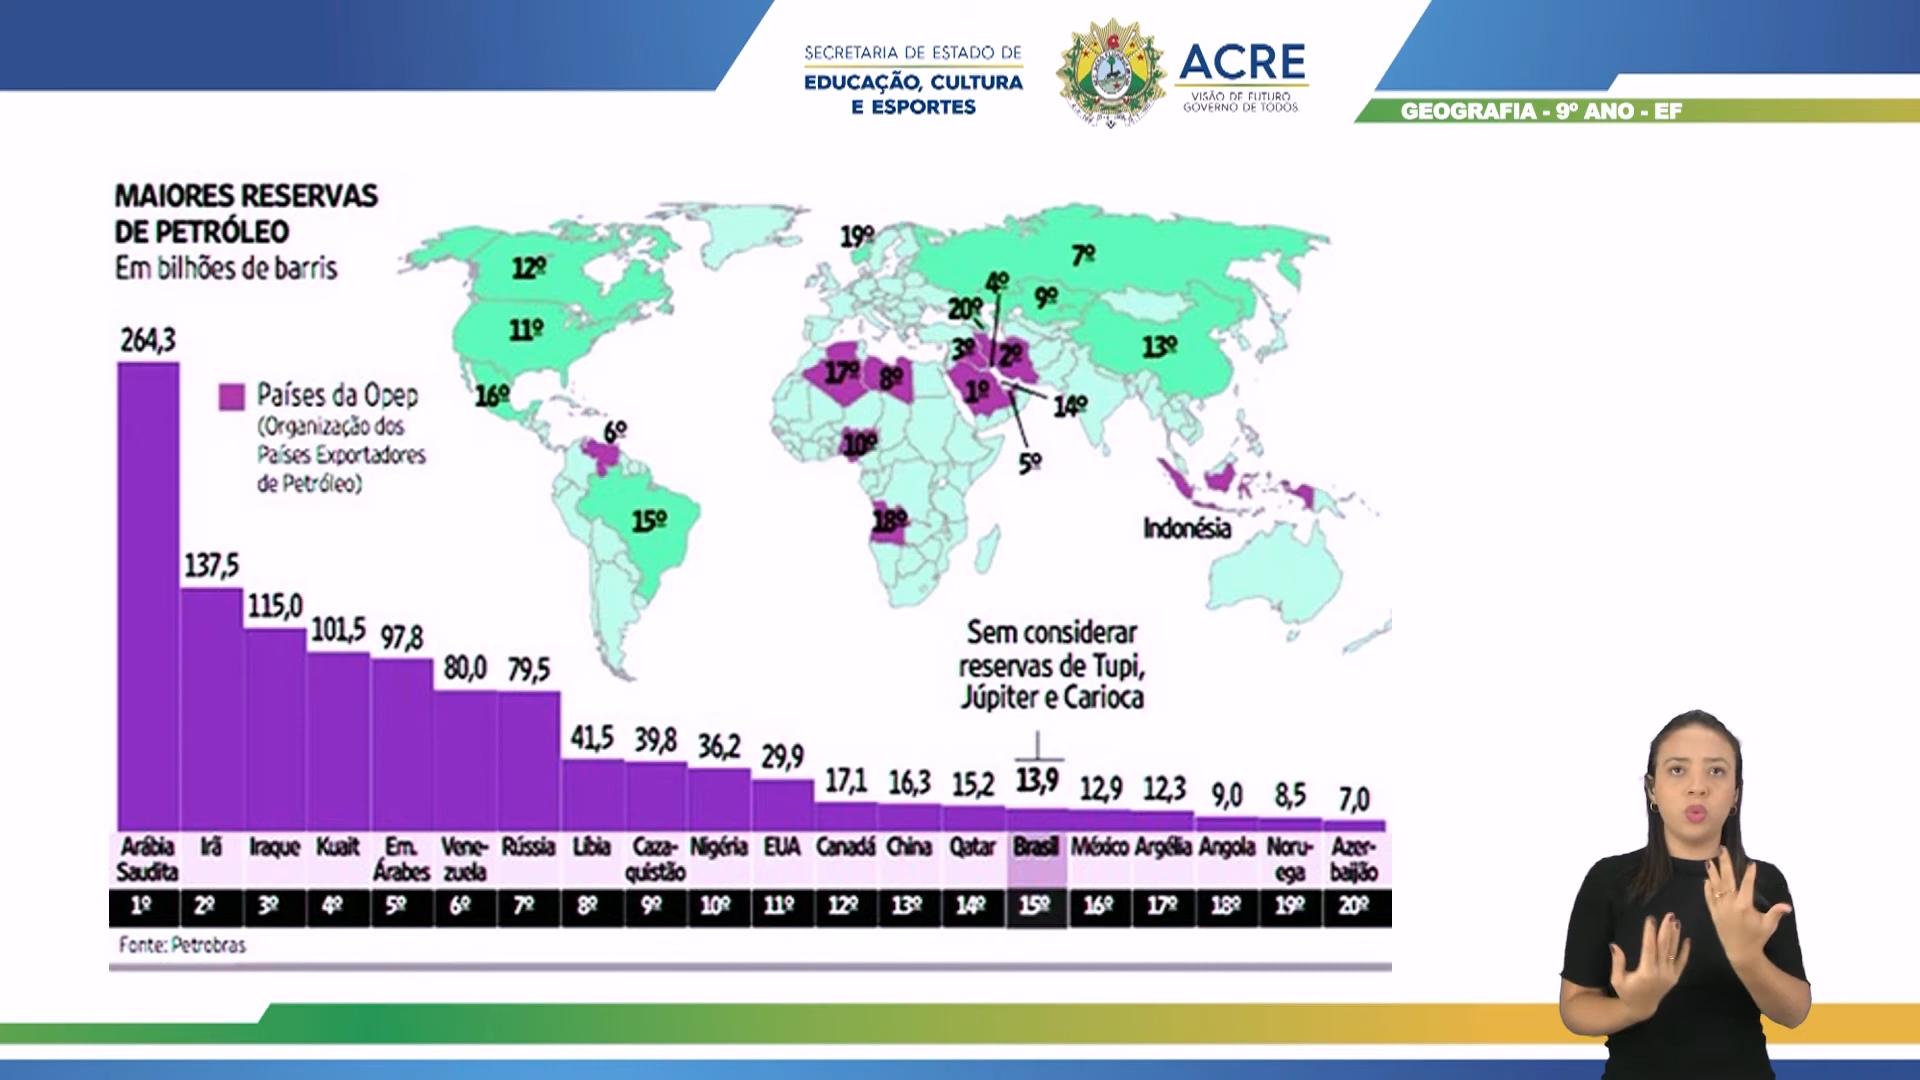 SECRETARIA DE ESTADO DE
EDUCAÇÃO, CULTURA
E ESPORTES
ACRE
VISÃO DE FUTURO
GOVERNO DE TODOS
GEOGRAFIA - 9º ANO - EF
MAIORES RESERVAS
DE PETRÓLEO
Em bilhões de barris
Países da Opep
(Organização dos
Países Exportadores
de Petróleo)
12º
11º
16º
6º
15º
19º
7º
4º
9º
20º
3º
2º
13º
17º
8º
1º
14º
10º
5º
18º
Indonésia
Sem considerar
reservas de Tupi,
Júpiter e Carioca
264,3
137,5
115,0
101,5
97,8
80,0
79,5
41,5
39,8
36,2
29,9
17,1
16,3
15,2
13,9
12,9
12,3
9,0
8,5
7,0
Arábia
Saudita
Irã
Iraque
Kuait
Em.
Árabes
Vene-
zuela
Rússia
Líbia
Caza-
quistão
Nigéria
EUA
Canadá
China
Qatar
Brasil
México
Argélia
Angola
Noru-
ega
Azer-
baijão
1º 2º 3º 4º 5º 6º 7º 8º 9º 10º 11º 12º 13º 14º 15º 16º 17º 18º 19º 20º
Fonte: Petrobras